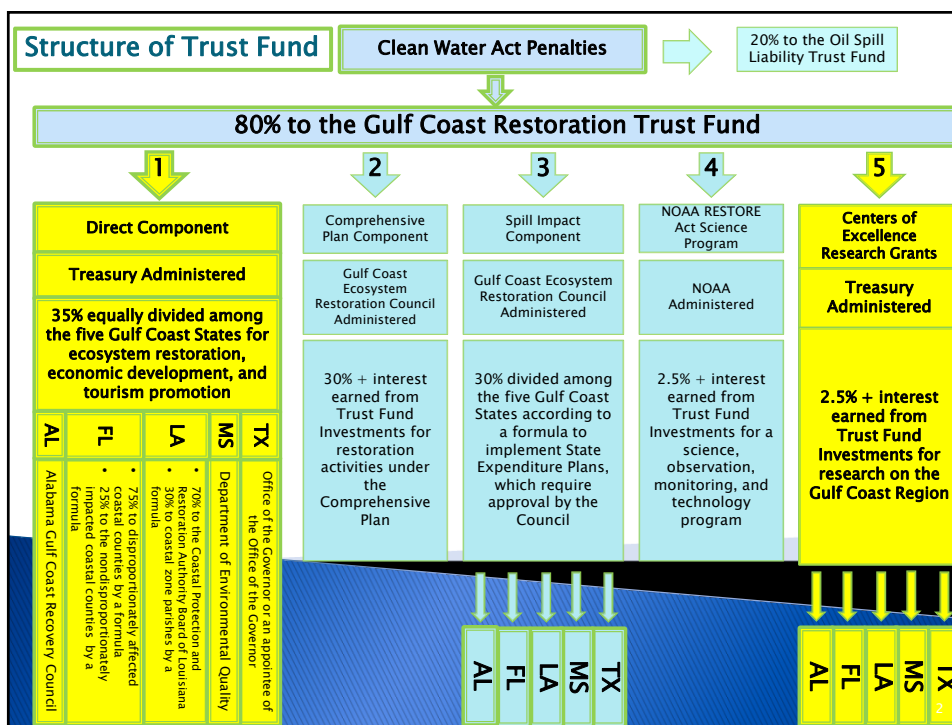 Structure of Trust Fund
Clean Water Act Penalties
20% to the Oil Spill
Liability Trust Fund
80% to the Gulf Coast Restoration Trust Fund
1
2
3
4
5
Direct Component
Treasury Administered
35% equally divided among
the five Gulf Coast States for
ecosystem restoration,
economic development, and
tourism promotion
AL
FL
LA
MS
TX
Alabama Gulf Coast Recovery Council
• 75% to disproportionately affected
coastal counties by a formula
• 25% to the nondisproportionately
impacted coastal counties by a
formula
• 70% to the Coastal Protection and
Restoration Authority Board of Louisiana
• 30% to coastal zone parishes by a
formula
Department of Environmental Quality
Office of the Governor or an appointee of
the Office of the Governor
Comprehensive
Plan Component
Gulf Coast
Ecosystem
Restoration Council
Administered
30% + interest
earned from
Trust Fund
Investments for
restoration
activities under
the
Comprehensive
Plan
Spill Impact
Component
Gulf Coast Ecosystem
Restoration Council
Administered
30% divided among
the five Gulf Coast
States according to
a formula to
implement State
Expenditure Plans,
which require
approval by the
Council
AL
FL
LA
MS
TX
NOAA RESTORE
Act Science
Program
NOAA
Administered
2.5% + interest
earned from
Trust Fund
Investments for a
science,
observation,
monitoring, and
technology
program
Centers of
Excellence
Research Grants
Treasury
Administered
2.5% + interest
earned from
Trust Fund
Investments for
research on the
Gulf Coast Region
AL
FL
LA
MS
TX
2